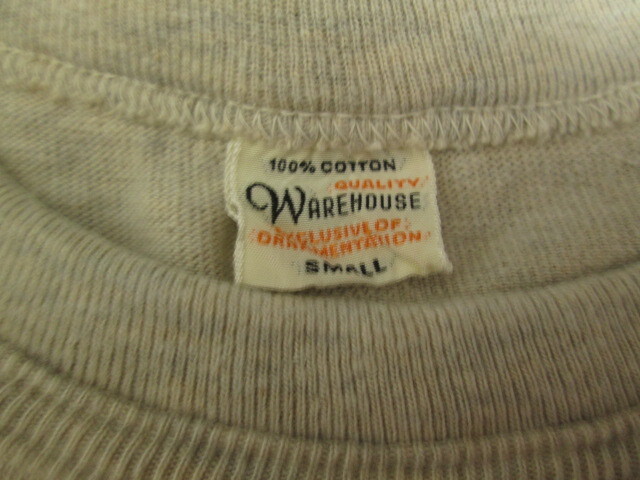 100% COTTON
QUALITY
WAREHOUSE
EXCLUSIVE OF
ORNAMENTATION
SMALL